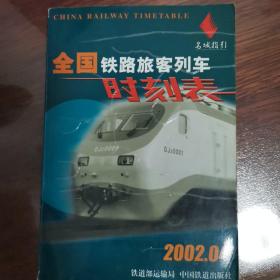 CHINA RAILWAY TIMETABLE
名城指引
全国铁路旅客列车
时刻表
DJJ0001
2002.04
铁道部运输局 中国铁道出版社